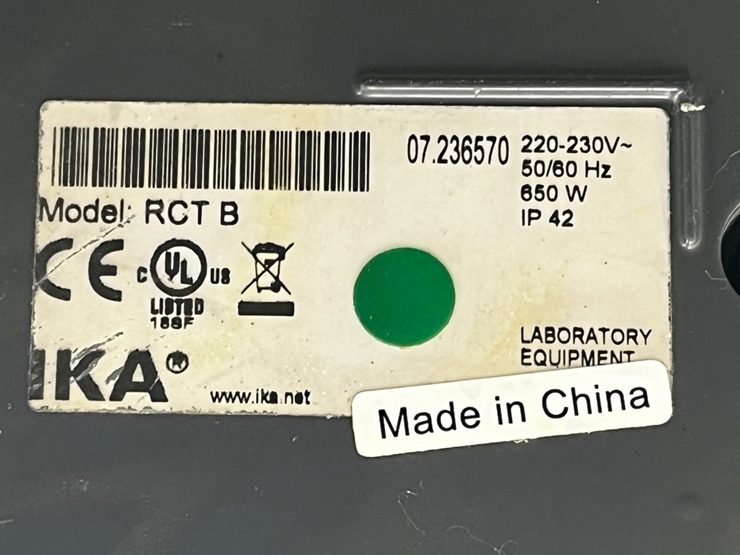 07.236570
220-230V~
50/60 Hz
650 W
IP 42
Model: RCT B
CE
C UL US
LISTED
188F
IKA®
www.ika.net
LABORATORY
EQUIPMENT
Made in China